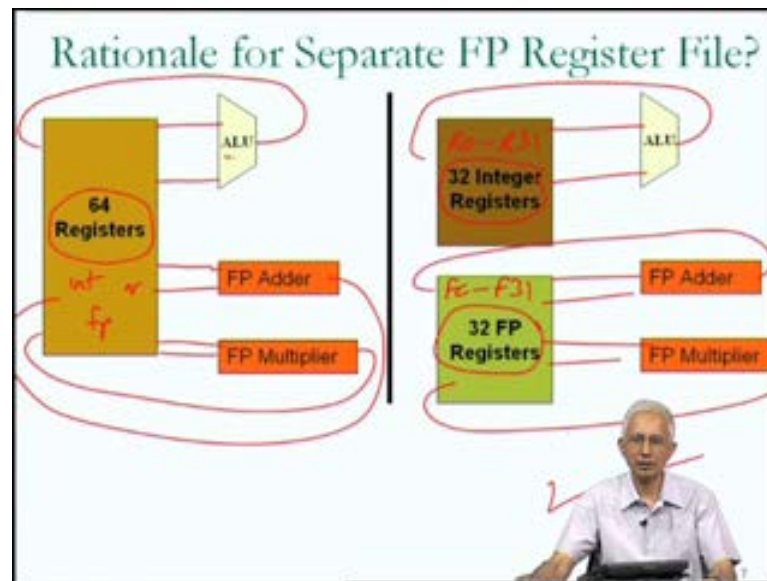 Rationale for Separate FP Register File?
ALU
64
Registers
int or
fp
FP Adder
FP Multiplier
ALU
R0-R31
32 Integer
Registers
F0-F31
32 FP
Registers
FP Adder
FP Multiplier
7